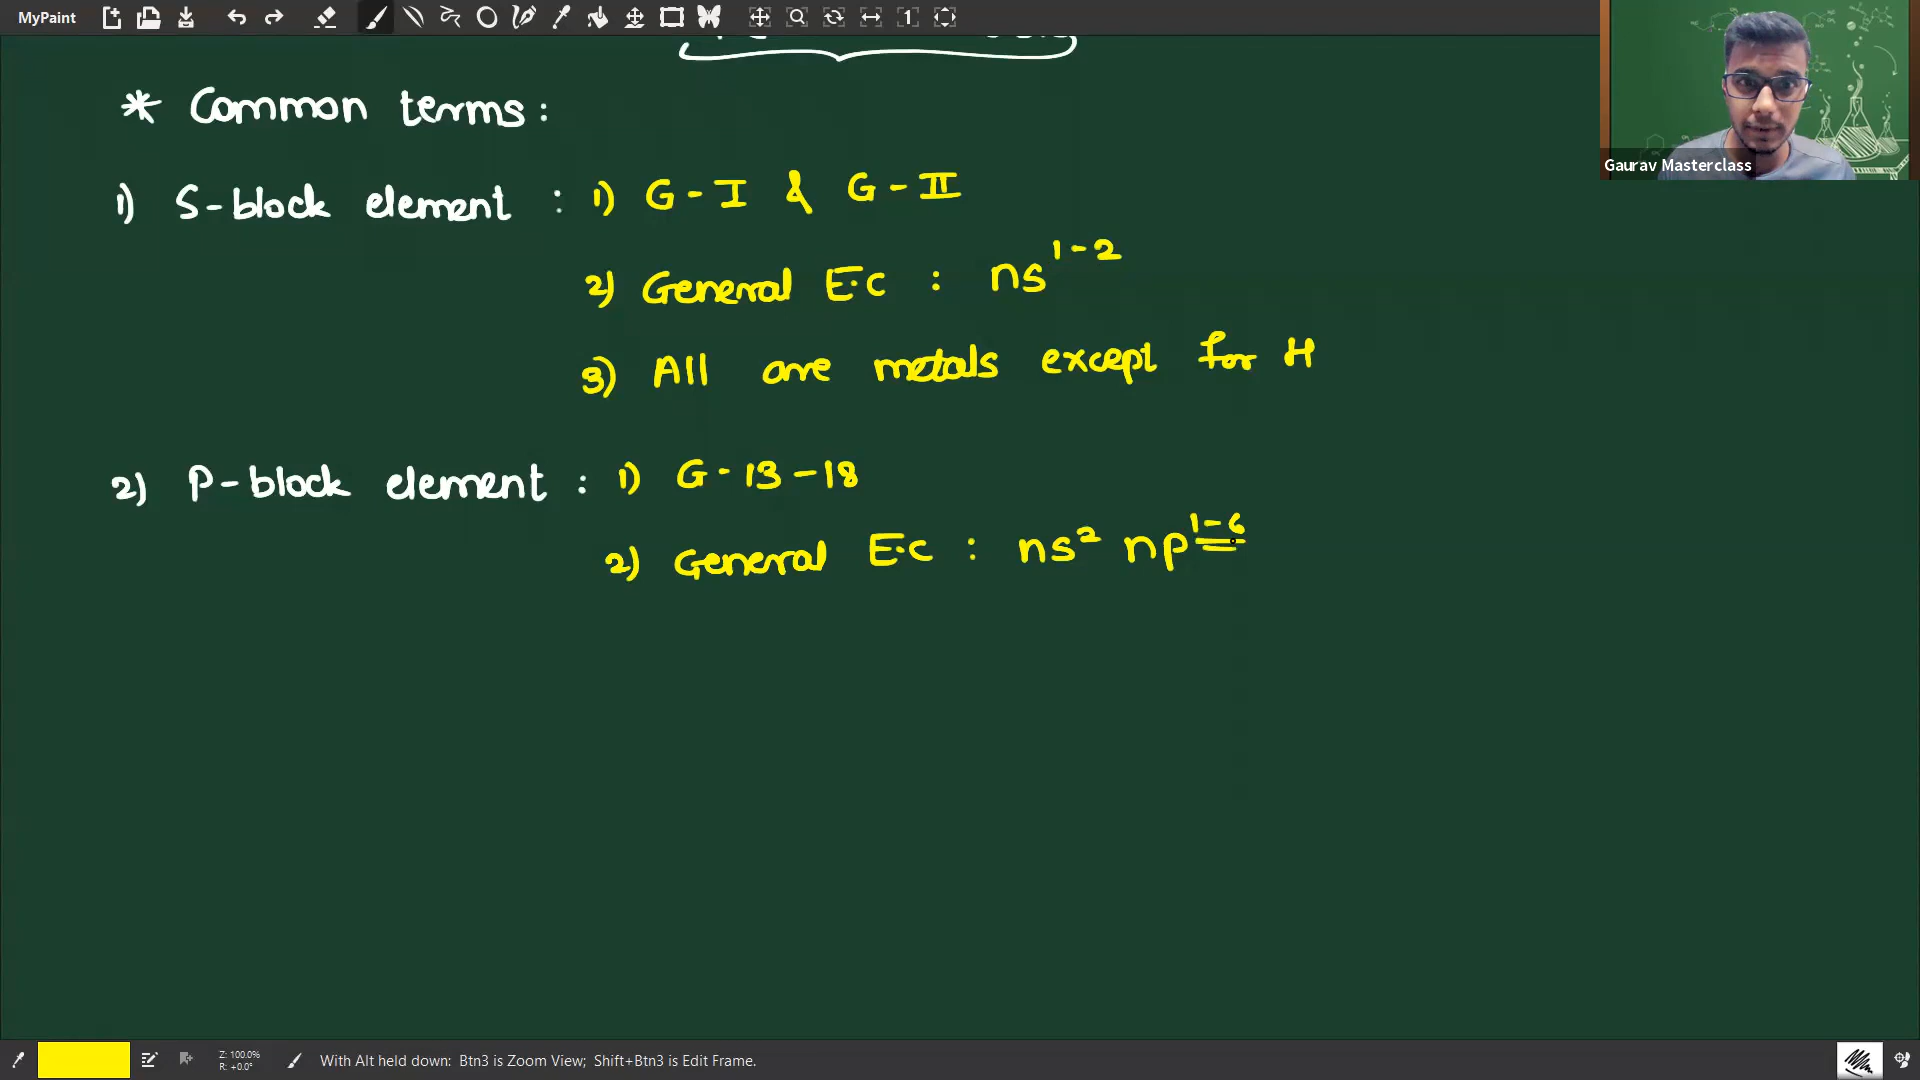 MyPaint
Gaurav Masterclass
* Common terms :
1) S-block element : 1) G-I & G-II
2) General E.C : ns¹⁻²
3) All are metals except for H
2) P-block element : 1) G-13-18
2) General E.C : ns² np¹⁻⁶
Z: 100.0%
R: +0.0°
With Alt held down: Btn3 is Zoom View; Shift+Btn3 is Edit Frame.